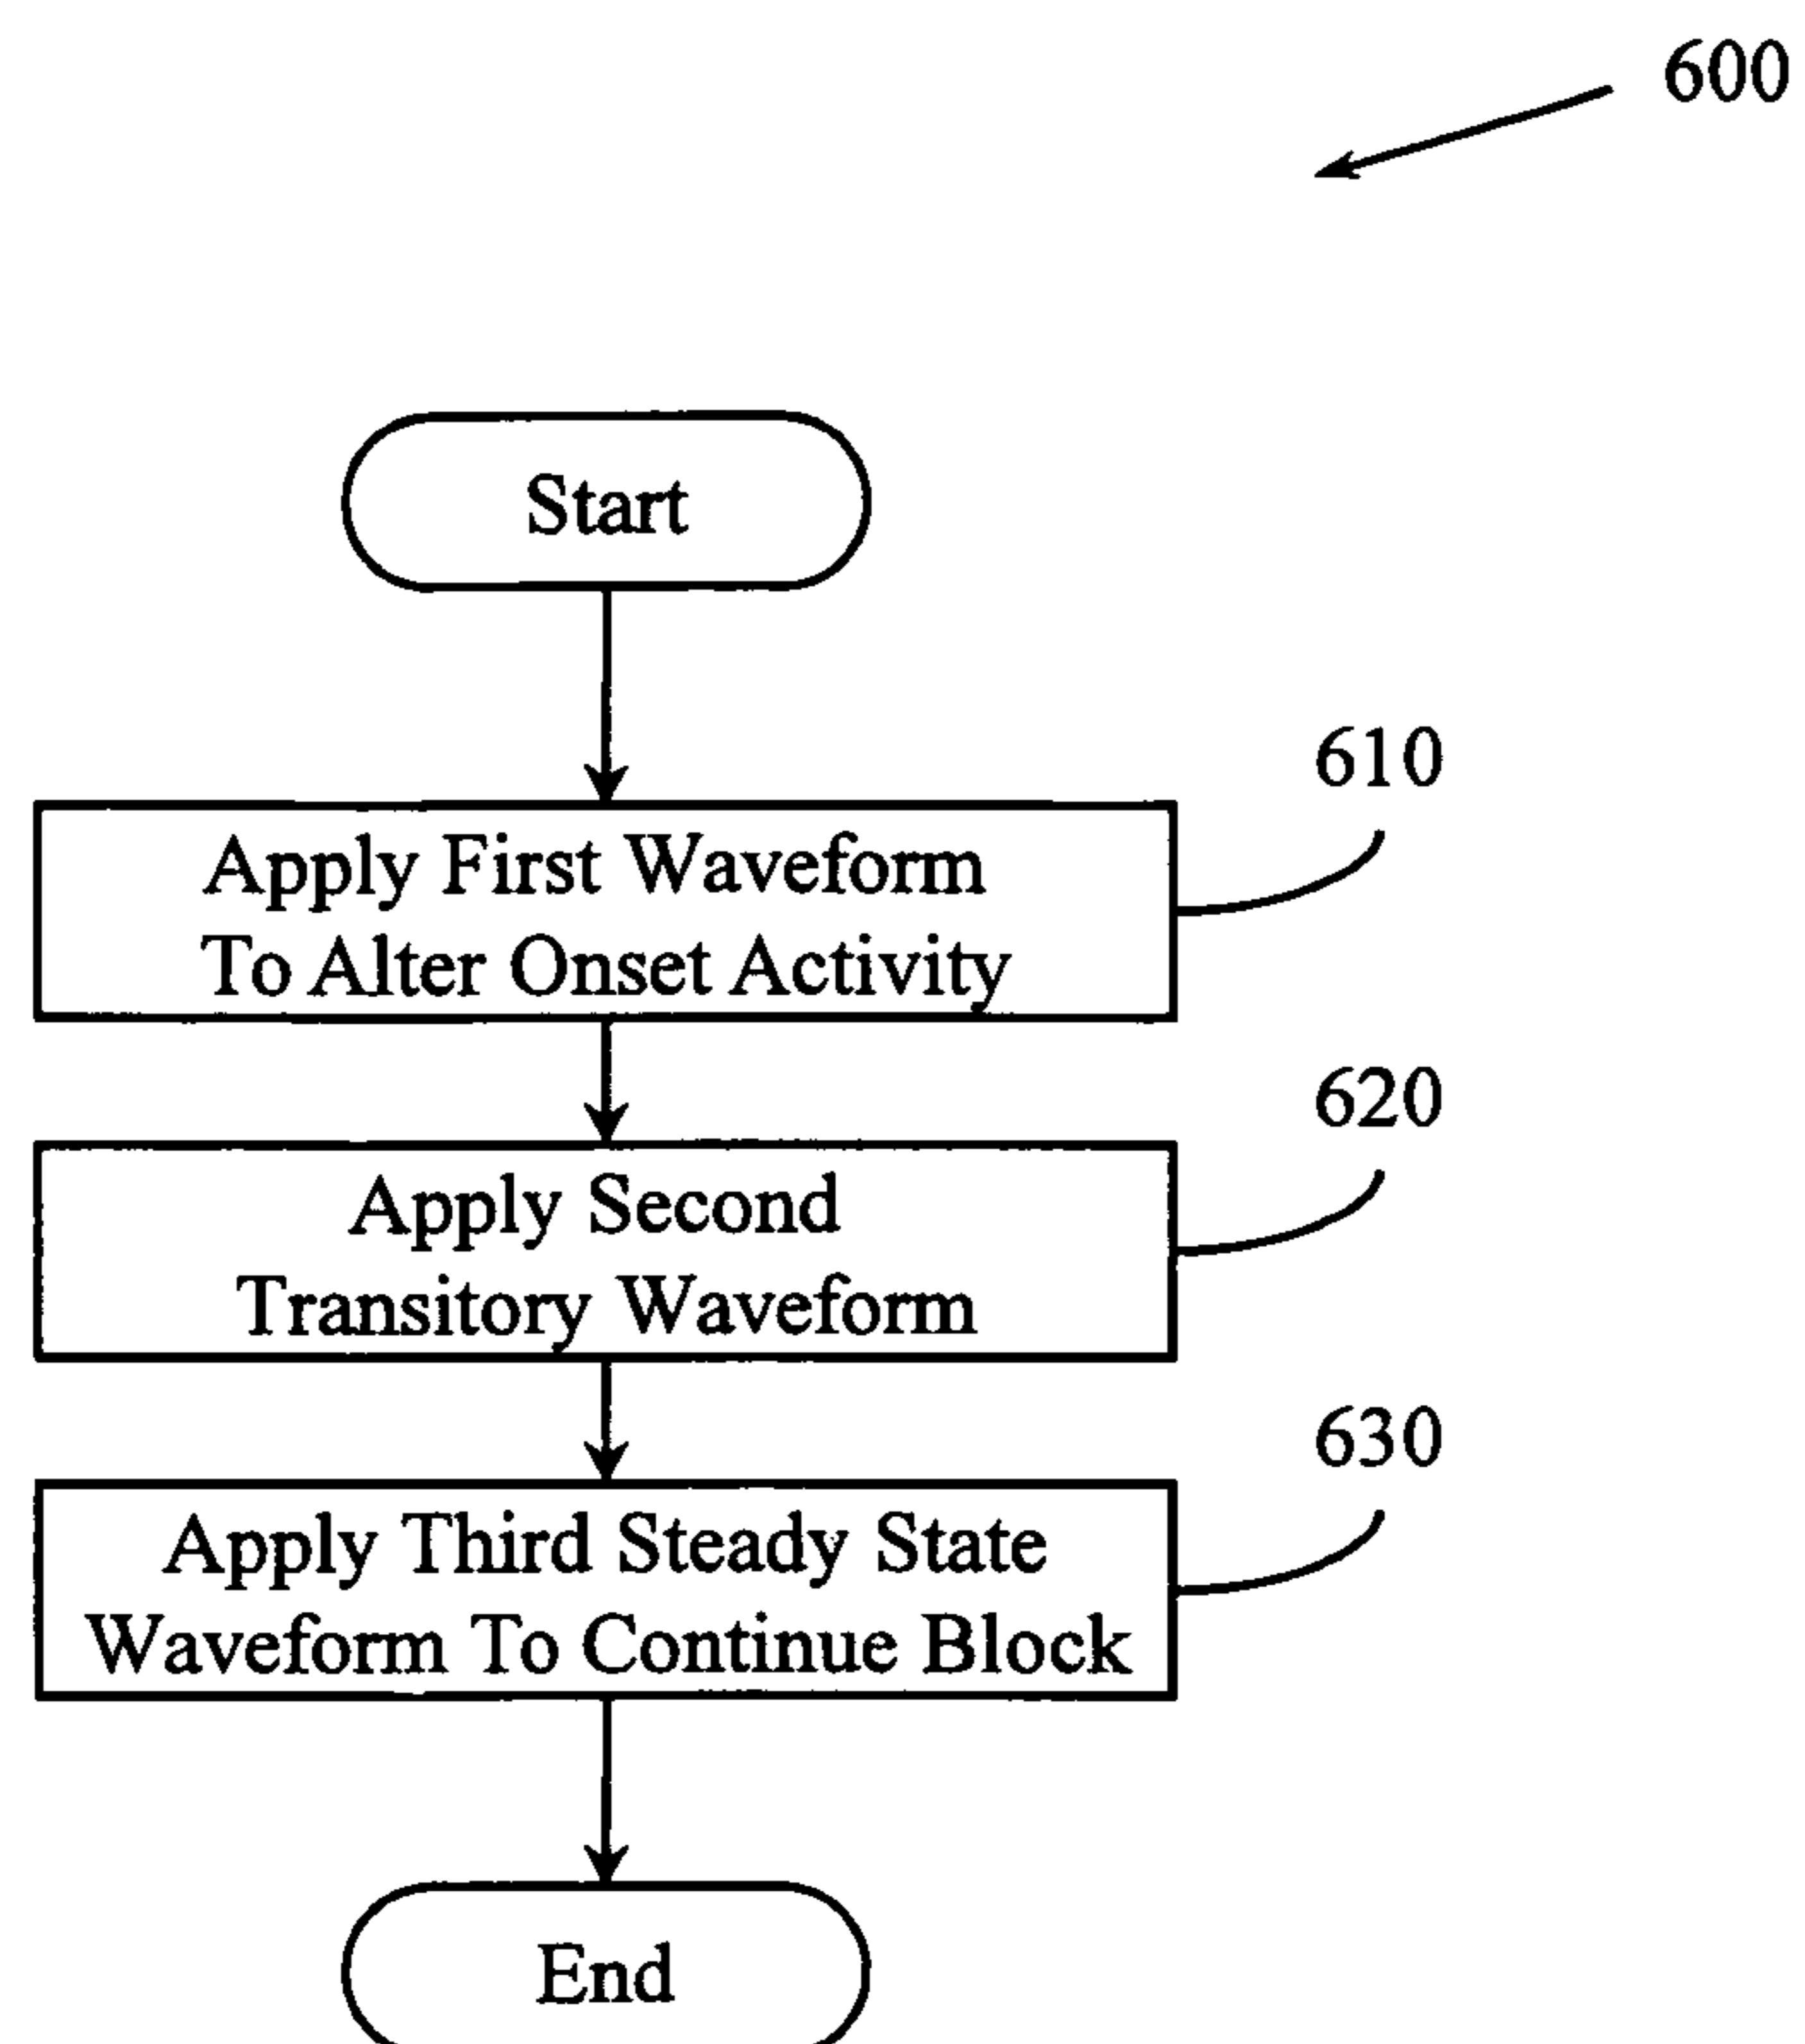 600
Start
610
Apply First Waveform
To Alter Onset Activity
620
Apply Second
Transitory Waveform
630
Apply Third Steady State
Waveform To Continue Block
End